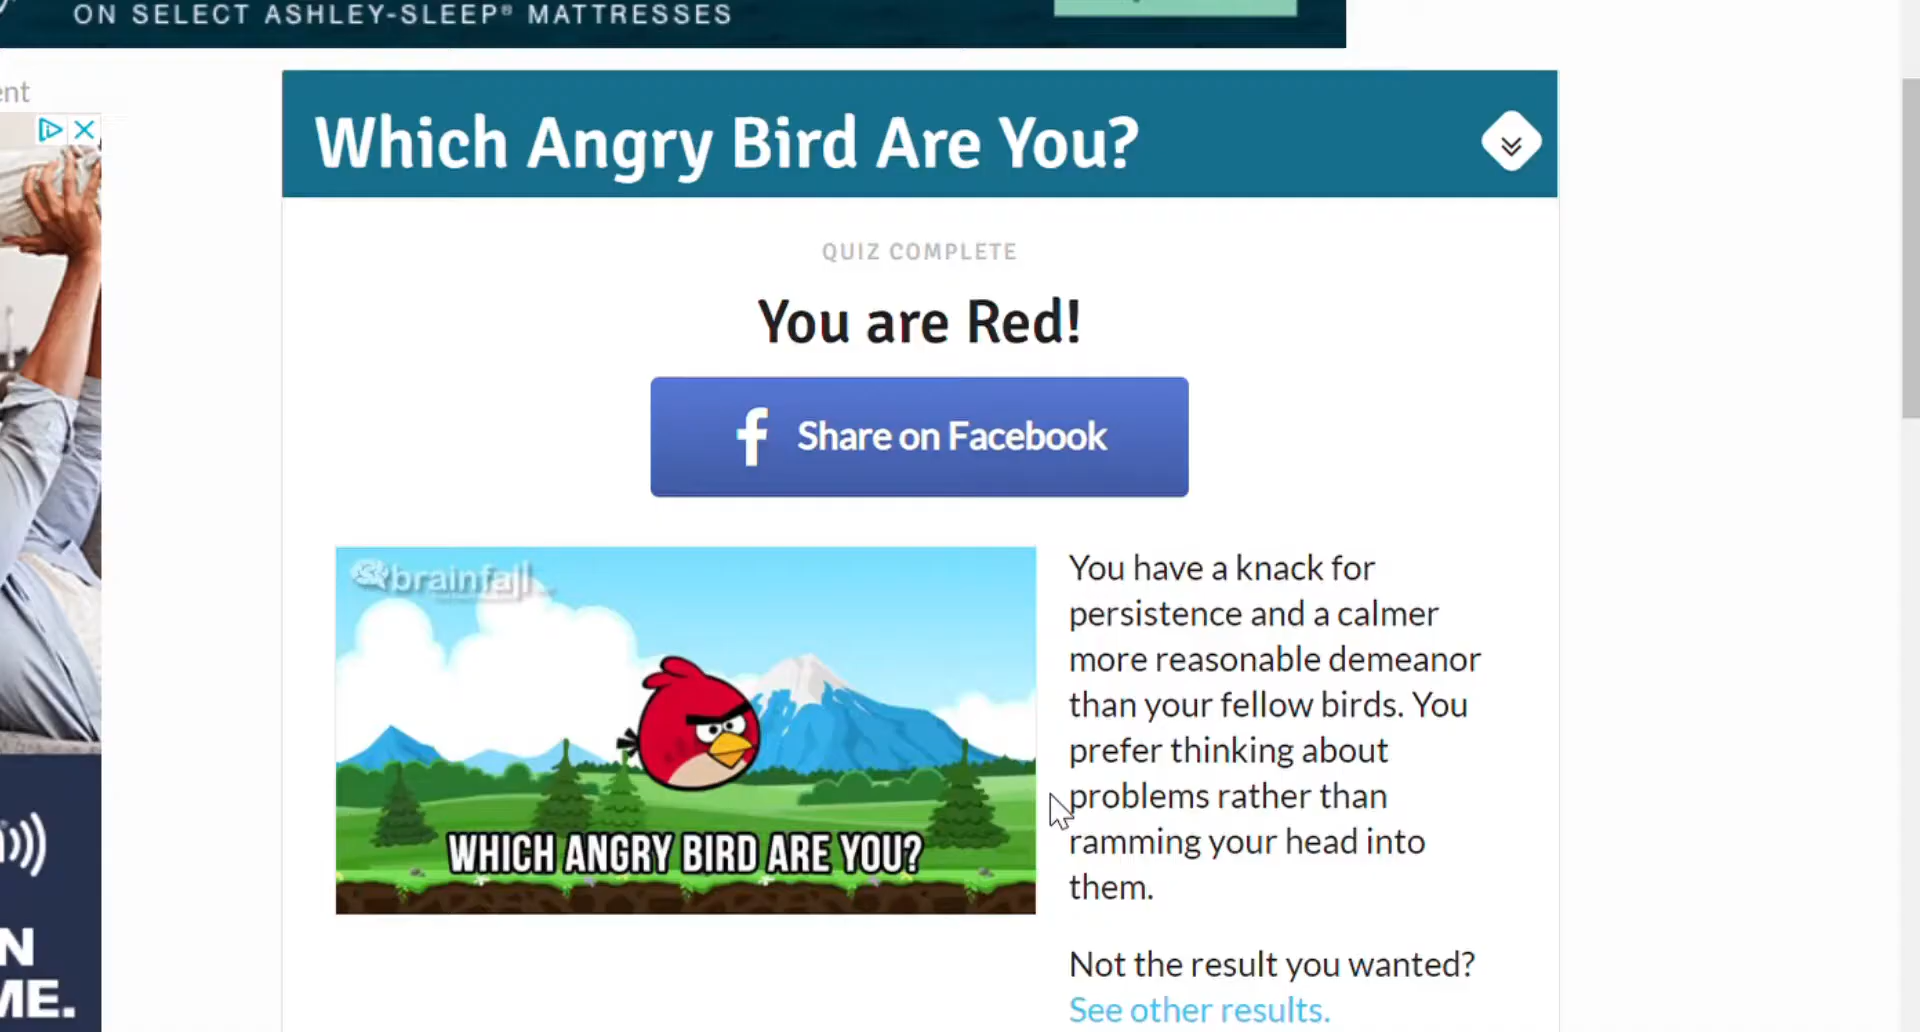 ON SELECT ASHLEY-SLEEP® MATTRESSES
ent
Which Angry Bird Are You?
QUIZ COMPLETE
You are Red!
f Share on Facebook
brainfall
WHICH ANGRY BIRD ARE YOU?
You have a knack for
persistence and a calmer
more reasonable demeanor
than your fellow birds. You
prefer thinking about
problems rather than
ramming your head into
them.
Not the result you wanted?
See other results.
N
ME.